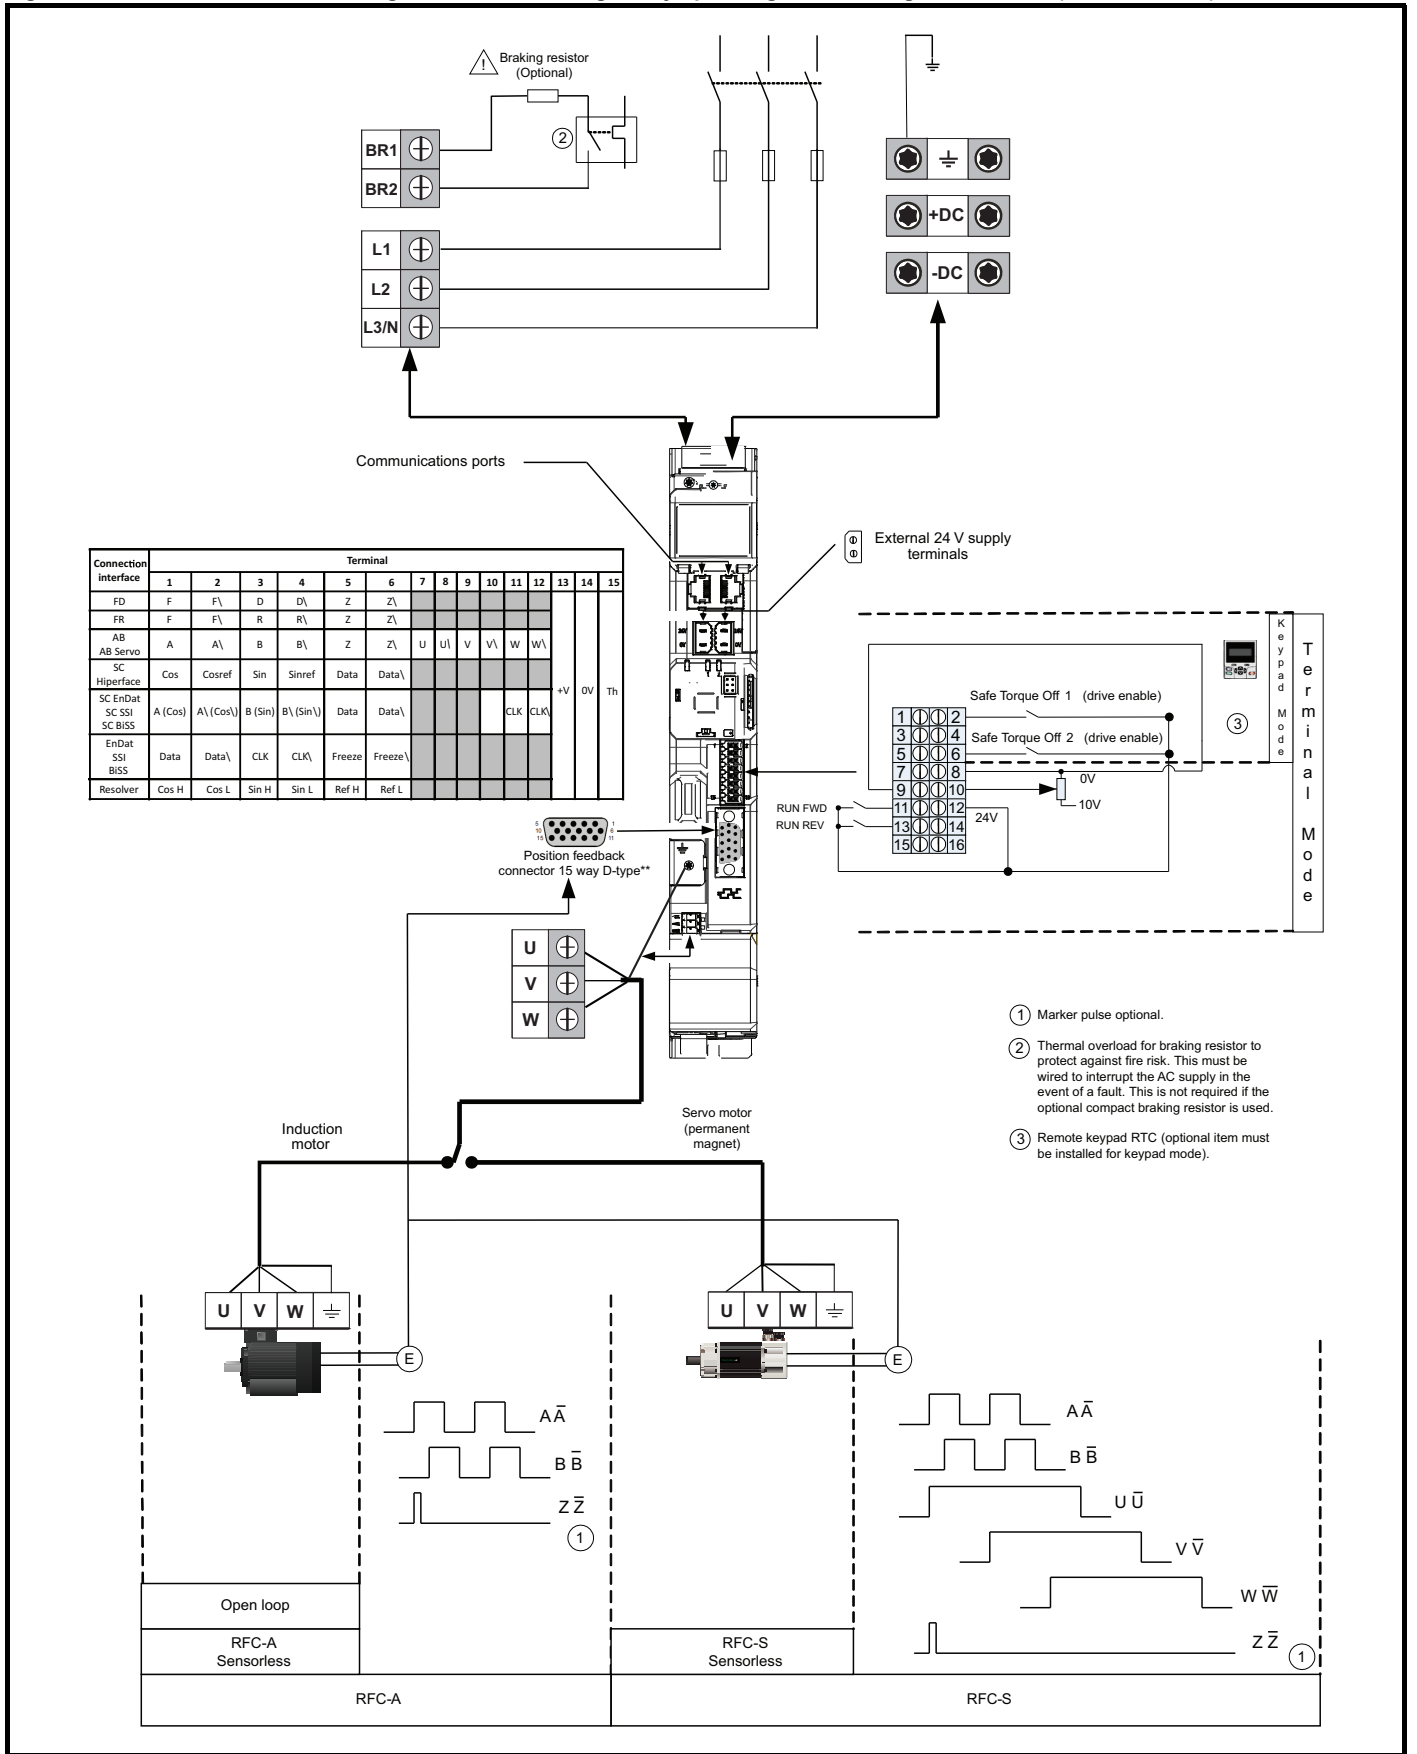 Braking resistor
(Optional)
2
BR1
BR2
L1
L2
L3/N
+DC
-DC
Communications ports
External 24 V supply
terminals
Connection interface Terminal
1 2 3 4 5 6 7 8 9 10 11 12 13 14 15
FD F F\ D D\ Z Z\
FR F F\ R R\ Z Z\
AB
AB Servo A A\ B B\ Z Z\ U U\ V V\ W W\
SC
Hiperface Cos Cosref Sin Sinref Data Data\
+V 0V Th
SC EnDat
SC SSI
SC BiSS A (Cos) A\ (Cos\) B (Sin) B\ (Sin\) Data Data\ CLK CLK\
EnDat
SSI
BiSS Data Data\ CLK CLK\ Freeze Freeze\
Resolver Cos H Cos L Sin H Sin L Ref H Ref L
5 1
10 6
15 11
Position feedback
connector 15 way D-type**
Keypad Mode
Terminal Mode
3
Safe Torque Off 1 (drive enable)
Safe Torque Off 2 (drive enable)
1 2
3 4
5 6
7 8
9 10
11 12
13 14
15 16
0V
10V
24V
RUN FWD
RUN REV
U
V
W
1 Marker pulse optional.
2 Thermal overload for braking resistor to
protect against fire risk. This must be
wired to interrupt the AC supply in the
event of a fault. This is not required if the
optional compact braking resistor is used.
3 Remote keypad RTC (optional item must
be installed for keypad mode).
Induction
motor
Servo motor
(permanent
magnet)
U V W
E
U V W
E
A A̅
B B̅
Z Z̅
1
A A̅
B B̅
U U̅
V V̅
W W̅
Z Z̅
1
Open loop
RFC-A
Sensorless
RFC-A
RFC-S
Sensorless
RFC-S